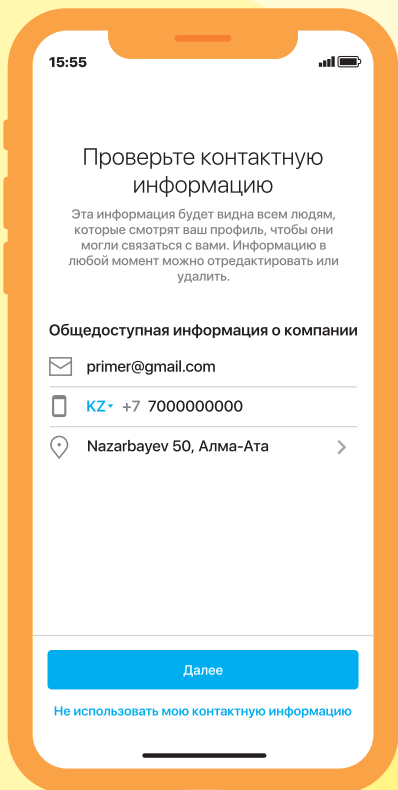 15:55
Проверьте контактную
информацию
Эта информация будет видна всем людям,
которые смотрят ваш профиль, чтобы они
могли связаться с вами. Информацию в
любой момент можно отредактировать или
удалить.
Общедоступная информация о компании
primer@gmail.com
KZ +7 7000000000
Nazarbayev 50, Алма-Ата
Далее
Не использовать мою контактную информацию